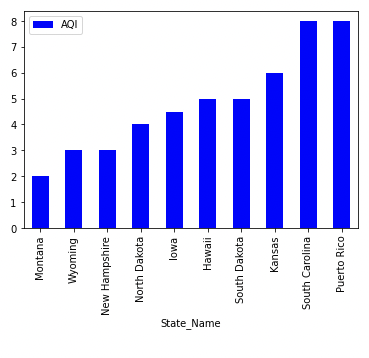 AQI
8
7
6
5
4
3
2
1
0
Montana
Wyoming
New Hampshire
North Dakota
Iowa
Hawaii
South Dakota
Kansas
South Carolina
Puerto Rico
State_Name